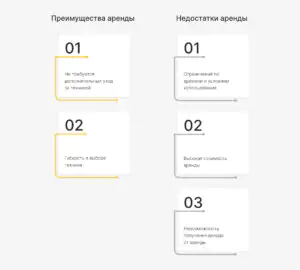 Преимущества аренды
01
Не требуется
дополнительный уход
за техникой
02
Гибкость в выборе
техники
Недостатки аренды
01
Ограничения по
времени и условиям
использования
02
Высокая стоимость
аренды
03
Невозможность
получения дохода
от аренды